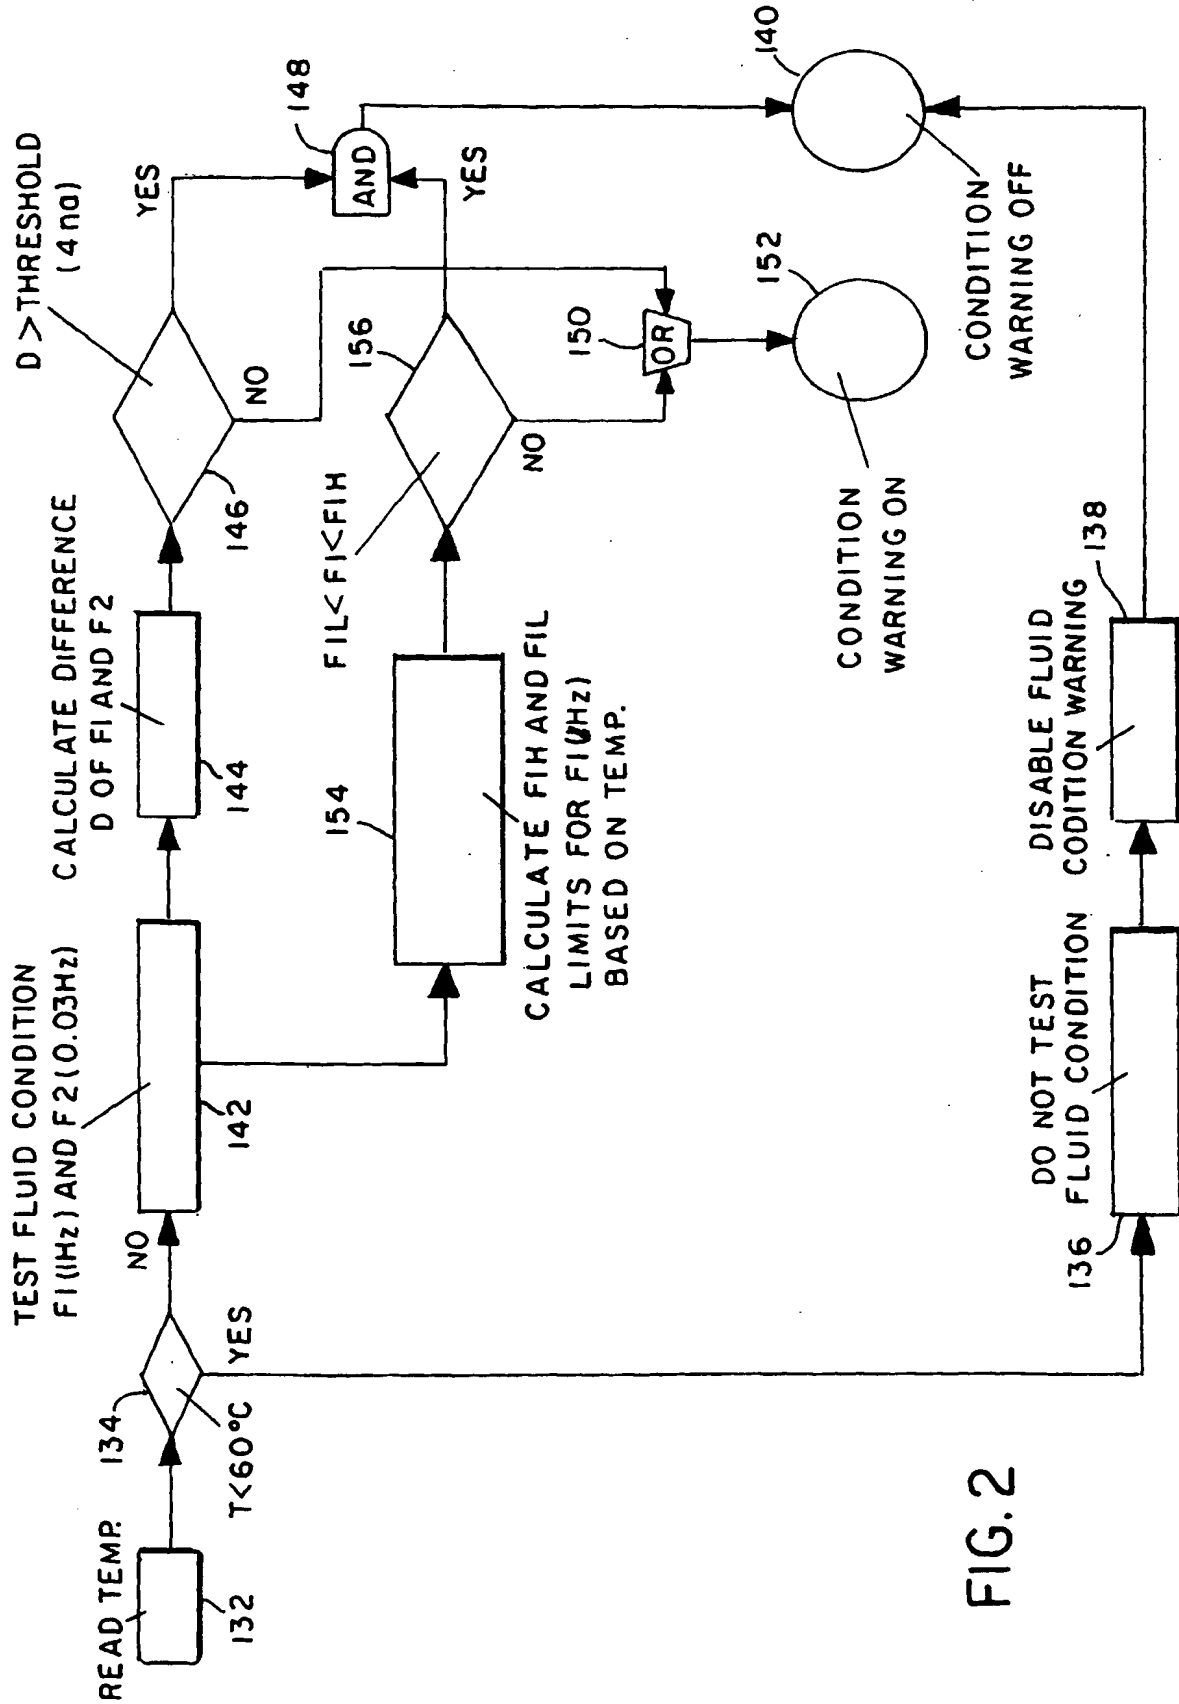 READ TEMP.
132
134
T<60°C
NO
YES
TEST FLUID CONDITION
F1(1Hz) AND F2(0.03Hz)
142
CALCULATE DIFFERENCE
D OF F1 AND F2
144
D>THRESHOLD
(4na)
146
YES
NO
148
AND
154
CALCULATE F1H AND F1L
LIMITS FOR F1(1Hz)
BASED ON TEMP.
F1L<F1<F1H
156
YES
NO
150
OR
152
CONDITION
WARNING ON
140
CONDITION
WARNING OFF
136
DO NOT TEST
FLUID CONDITION
DISABLE FLUID
CODITION WARNING
138
FIG. 2